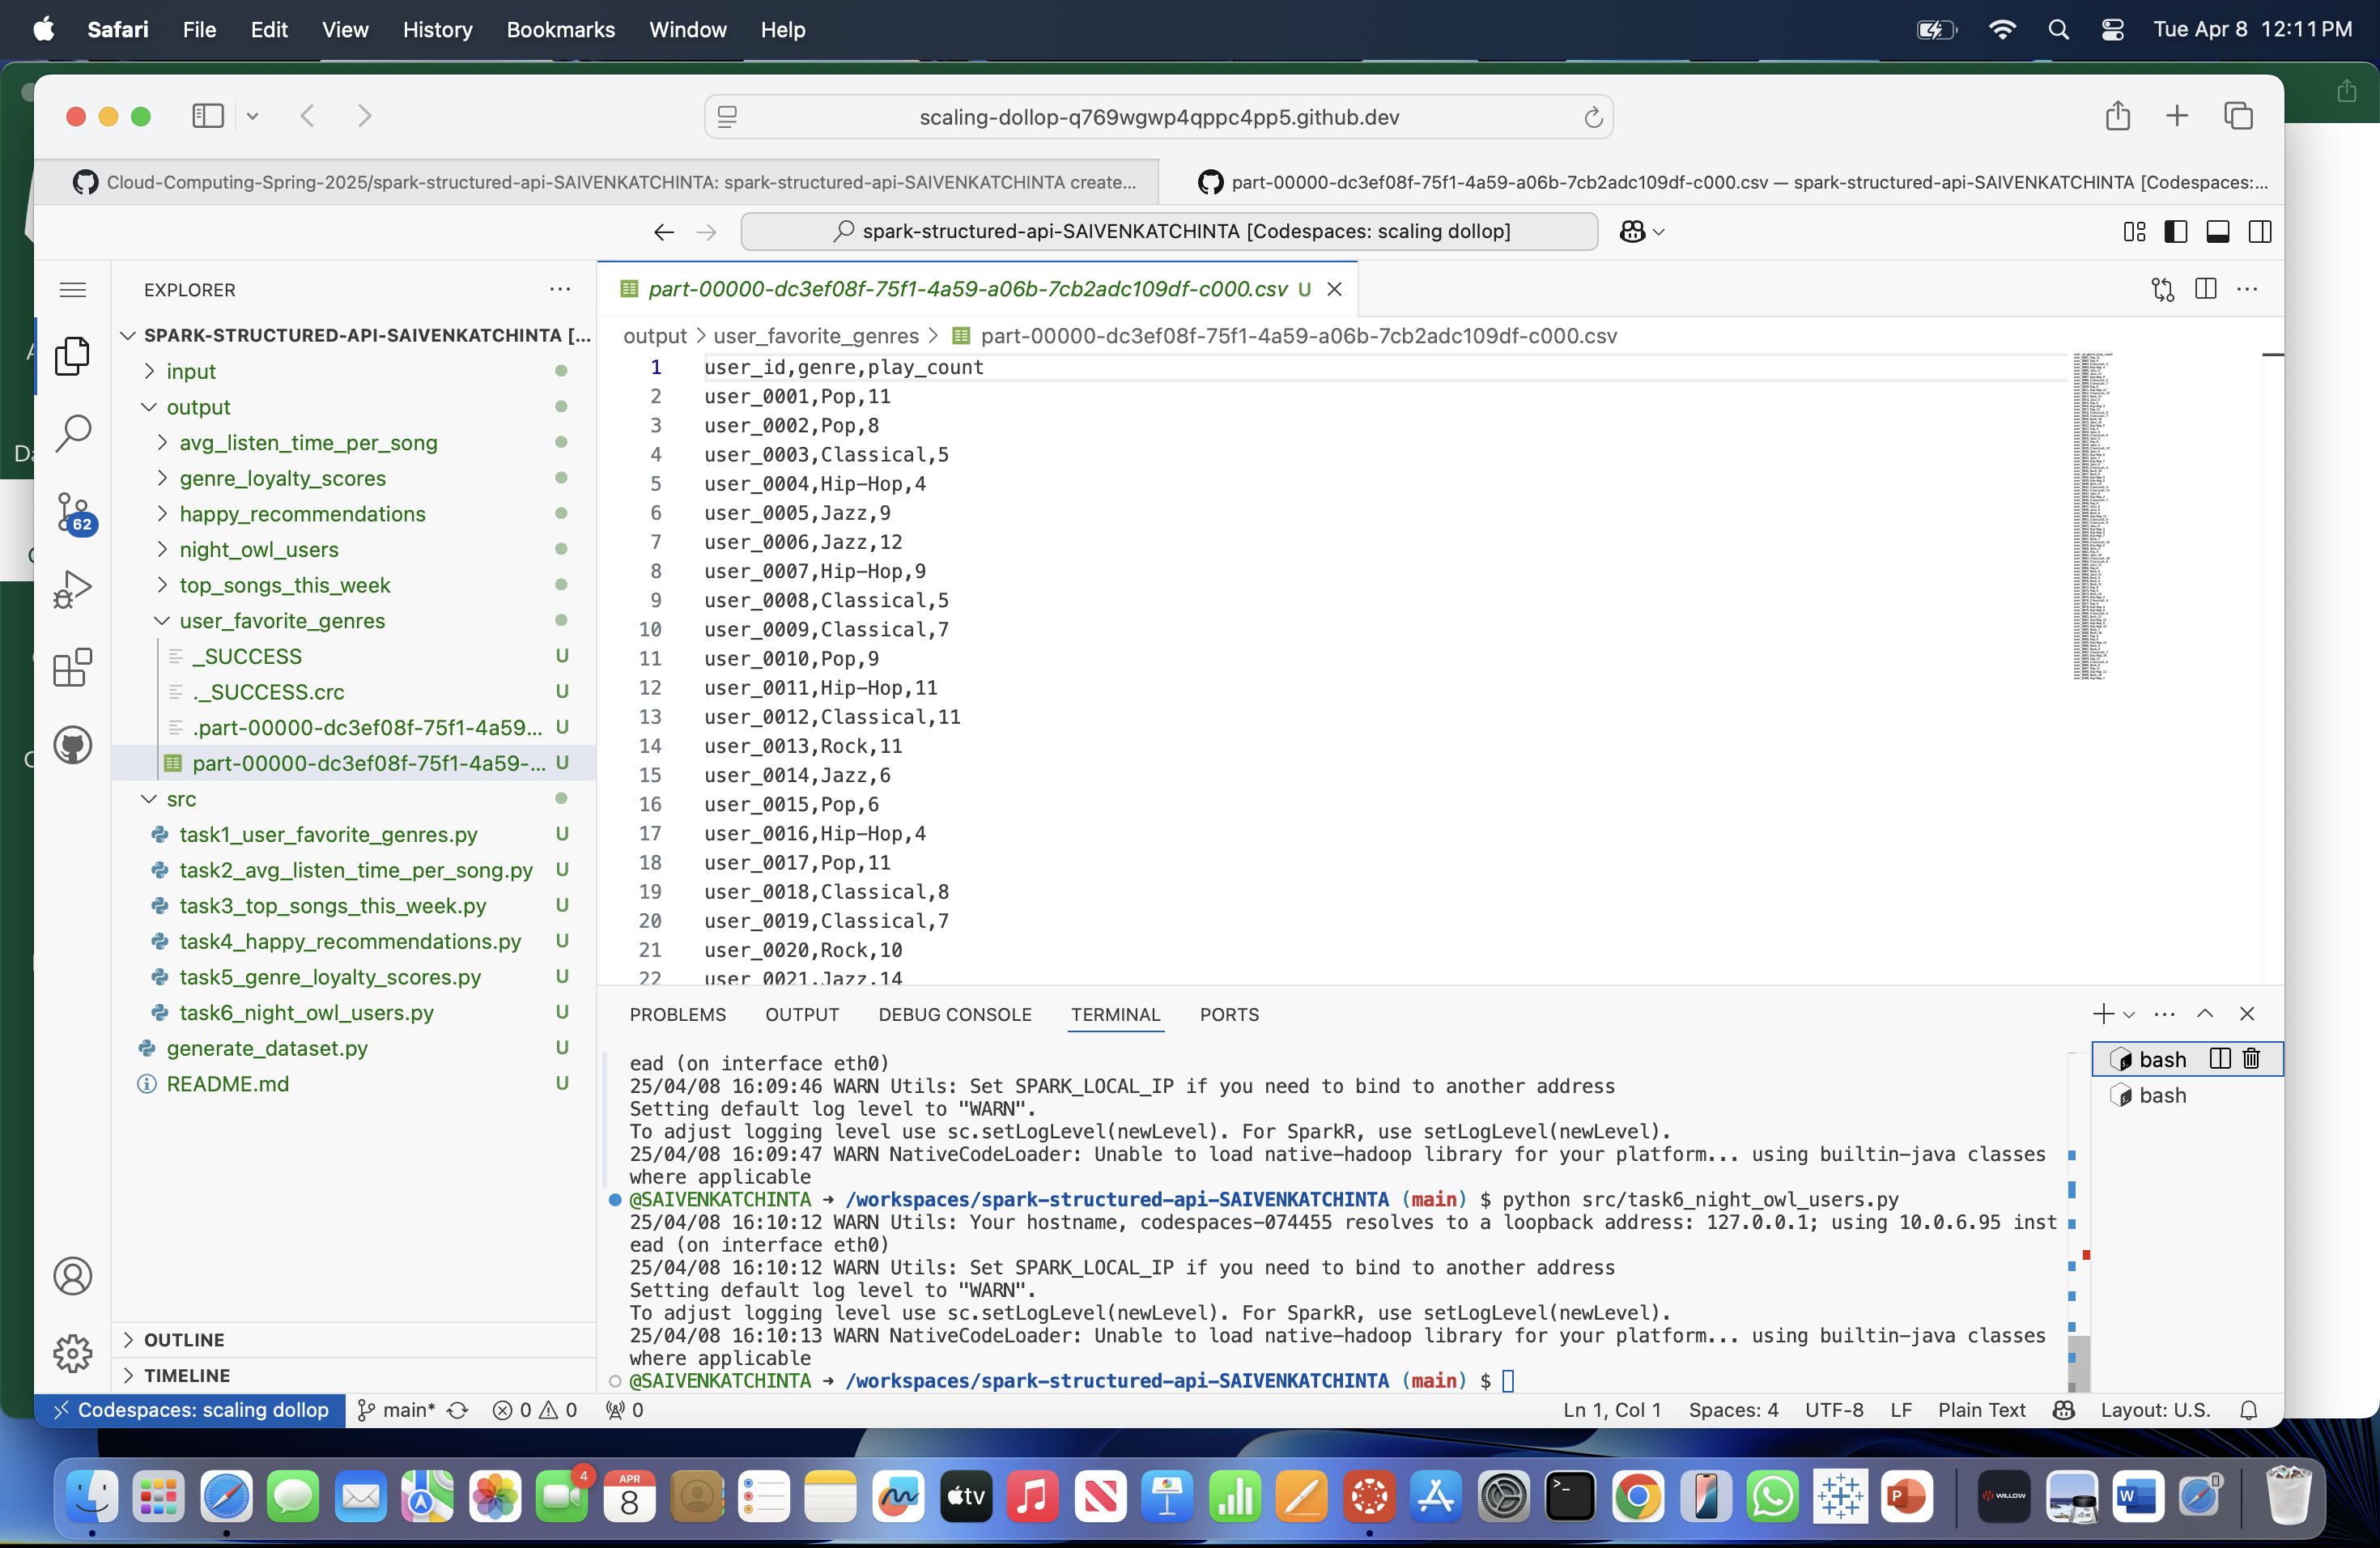 Safari File Edit View History Bookmarks Window Help Tue Apr 8 12:11 PM
scaling-dollop-q769wgwp4qppc4pp5.github.dev
Cloud-Computing-Spring-2025/spark-structured-api-SAIVENKATCHINTA: spark-structured-api-SAIVENKATCHINTA create...
part-00000-dc3ef08f-75f1-4a59-a06b-7cb2adc109df-c000.csv — spark-structured-api-SAIVENKATCHINTA [Codespaces:...
spark-structured-api-SAIVENKATCHINTA [Codespaces: scaling dollop]
EXPLORER
SPARK-STRUCTURED-API-SAIVENKATCHINTA [...
input
output
avg_listen_time_per_song
genre_loyalty_scores
happy_recommendations
night_owl_users
top_songs_this_week
user_favorite_genres
_SUCCESS U
._SUCCESS.crc U
.part-00000-dc3ef08f-75f1-4a59... U
part-00000-dc3ef08f-75f1-4a59-... U
src
task1_user_favorite_genres.py U
task2_avg_listen_time_per_song.py U
task3_top_songs_this_week.py U
task4_happy_recommendations.py U
task5_genre_loyalty_scores.py U
task6_night_owl_users.py U
generate_dataset.py U
README.md U
OUTLINE
TIMELINE
62
part-00000-dc3ef08f-75f1-4a59-a06b-7cb2adc109df-c000.csv U
output > user_favorite_genres > part-00000-dc3ef08f-75f1-4a59-a06b-7cb2adc109df-c000.csv
1 user_id,genre,play_count
2 user_0001,Pop,11
3 user_0002,Pop,8
4 user_0003,Classical,5
5 user_0004,Hip-Hop,4
6 user_0005,Jazz,9
7 user_0006,Jazz,12
8 user_0007,Hip-Hop,9
9 user_0008,Classical,5
10 user_0009,Classical,7
11 user_0010,Pop,9
12 user_0011,Hip-Hop,11
13 user_0012,Classical,11
14 user_0013,Rock,11
15 user_0014,Jazz,6
16 user_0015,Pop,6
17 user_0016,Hip-Hop,4
18 user_0017,Pop,11
19 user_0018,Classical,8
20 user_0019,Classical,7
21 user_0020,Rock,10
22 user_0021,Jazz,14
PROBLEMS OUTPUT DEBUG CONSOLE TERMINAL PORTS
ead (on interface eth0)
25/04/08 16:09:46 WARN Utils: Set SPARK_LOCAL_IP if you need to bind to another address
Setting default log level to "WARN".
To adjust logging level use sc.setLogLevel(newLevel). For SparkR, use setLogLevel(newLevel).
25/04/08 16:09:47 WARN NativeCodeLoader: Unable to load native-hadoop library for your platform... using builtin-java classes
where applicable
@SAIVENKATCHINTA → /workspaces/spark-structured-api-SAIVENKATCHINTA (main) $ python src/task6_night_owl_users.py
25/04/08 16:10:12 WARN Utils: Your hostname, codespaces-074455 resolves to a loopback address: 127.0.0.1; using 10.0.6.95 inst
ead (on interface eth0)
25/04/08 16:10:12 WARN Utils: Set SPARK_LOCAL_IP if you need to bind to another address
Setting default log level to "WARN".
To adjust logging level use sc.setLogLevel(newLevel). For SparkR, use setLogLevel(newLevel).
25/04/08 16:10:13 WARN NativeCodeLoader: Unable to load native-hadoop library for your platform... using builtin-java classes
where applicable
@SAIVENKATCHINTA → /workspaces/spark-structured-api-SAIVENKATCHINTA (main) $
bash
bash
Codespaces: scaling dollop main* 0 0 0 Ln 1, Col 1 Spaces: 4 UTF-8 LF Plain Text Layout: U.S.
4
APR
8
tv
WILLOW